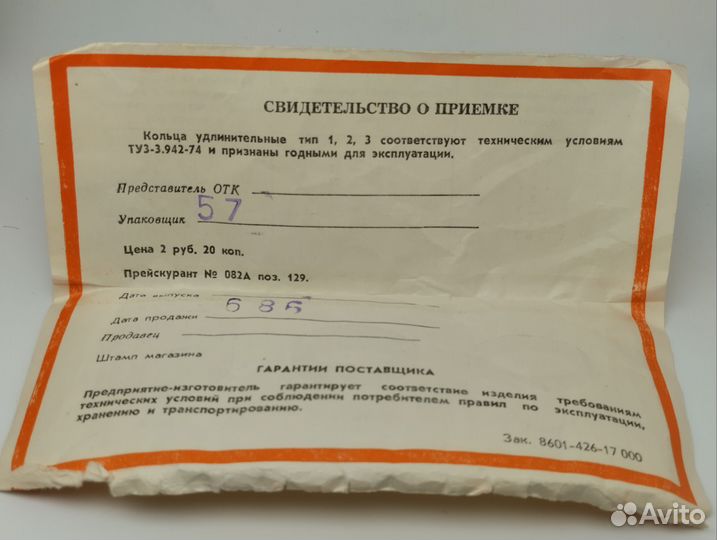 СВИДЕТЕЛЬСТВО О ПРИЕМКЕ
Кольца удлинительные тип 1, 2, 3 соответствуют техническим условиям
ТУ3-3.942-74 и признаны годными для эксплуатации.
Представитель ОТК
Упаковщик 57
Цена 2 руб. 20 коп.
Прейскурант № 082А поз. 129.
Дата выпуска 686
Дата продажи
Продавец
Штамп магазина
ГАРАНТИИ ПОСТАВЩИКА
Предприятие-изготовитель гарантирует соответствие изделия требованиям
технических условий при соблюдении потребителем правил по эксплуатации,
хранению и транспортированию.
Зак. 8601-426-17 000
Avito